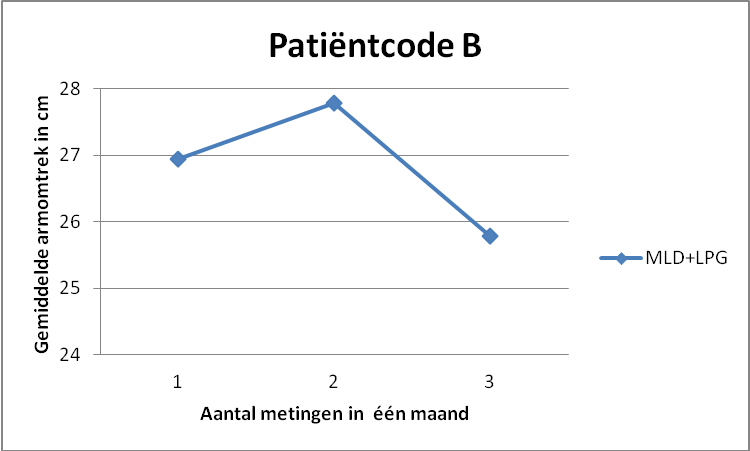 Patiëntcode B
Gemiddelde armomtrek in cm
28
27
26
25
24
1 2 3
Aantal metingen in één maand
MLD+LPG